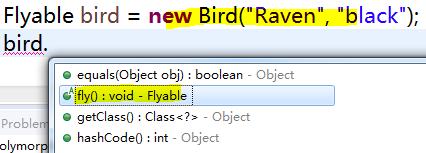 Flyable bird = new Bird("Raven", "black");
bird.
equals(Object obj) : boolean - Object
A
fly() : void - Flyable
getClass() : Class<?> - Object
hashCode() : int - Object
Problem
olymorp